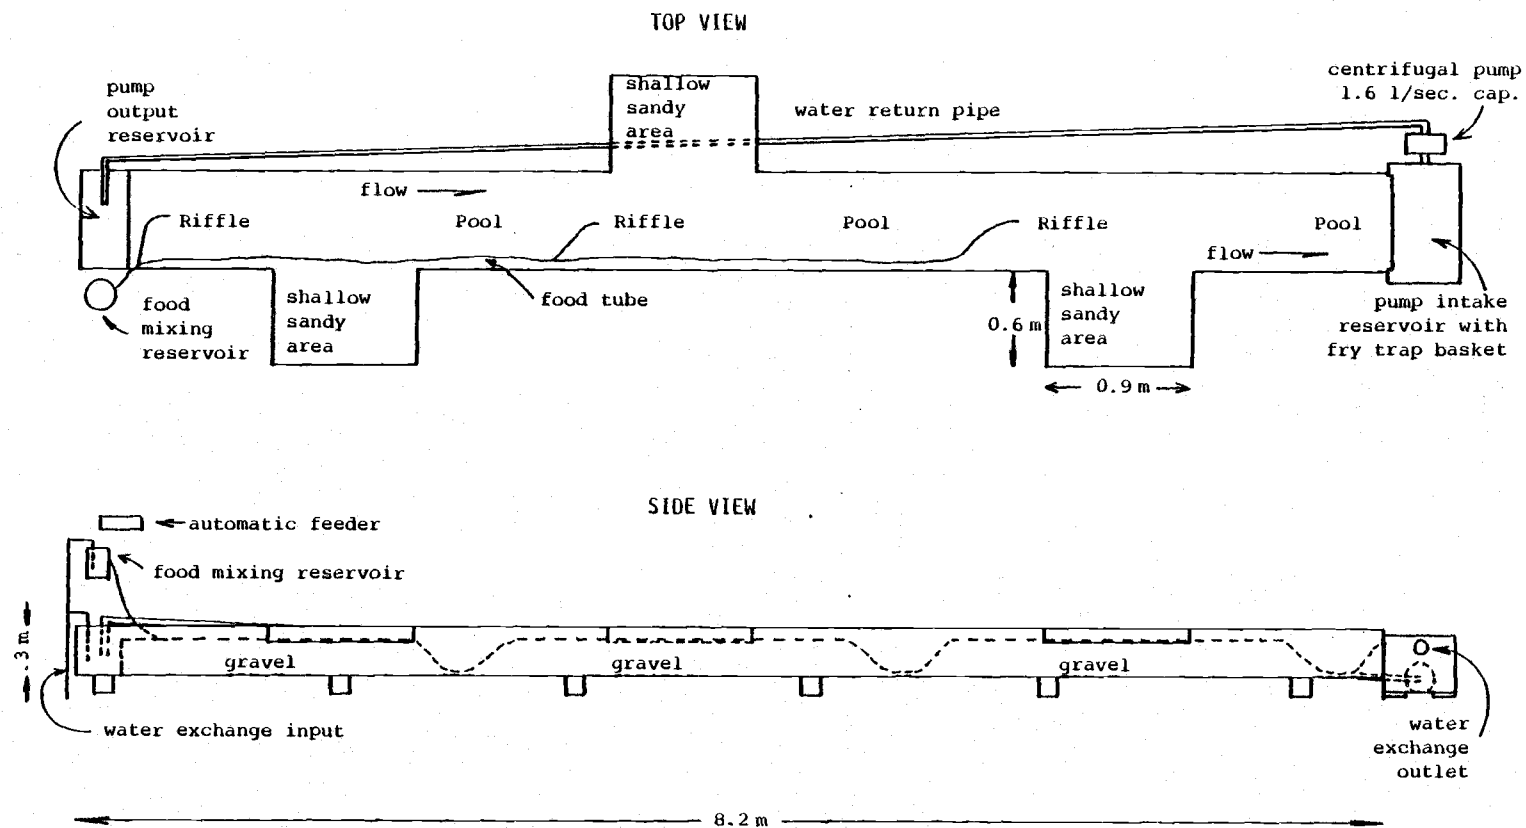 TOP VIEW
pump
output
reservoir
shallow
sandy
area
water return pipe
centrifugal pump
1.6 l/sec. cap.
flow
Riffle
Pool
Riffle
Pool
Riffle
Pool
flow
food
mixing
reservoir
shallow
sandy
area
food tube
0.6 m
shallow
sandy
area
0.9 m
pump intake
reservoir with
fry trap basket
SIDE VIEW
automatic feeder
food mixing reservoir
.3 m
gravel
gravel
gravel
water exchange input
water
exchange
outlet
8.2 m